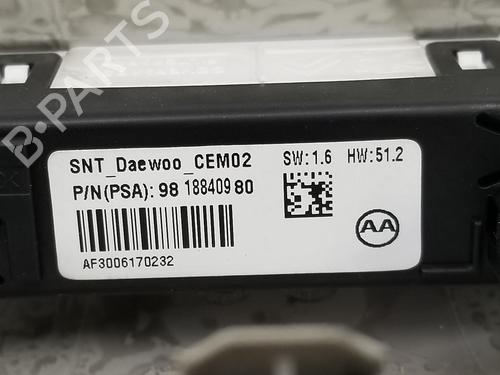 B-PARTS
SNT_Daewoo_CEM02
SW:1.6 HW:51.2
P/N(PSA): 98 188409 80
AF3006170232
AA